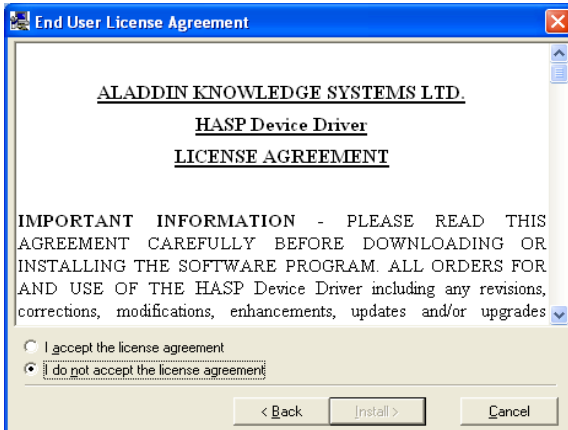 End User License Agreement
ALADDIN KNOWLEDGE SYSTEMS LTD.
HASP Device Driver
LICENSE AGREEMENT
IMPORTANT INFORMATION - PLEASE READ THIS
AGREEMENT CAREFULLY BEFORE DOWNLOADING OR
INSTALLING THE SOFTWARE PROGRAM. ALL ORDERS FOR
AND USE OF THE HASP Device Driver including any revisions,
corrections, modifications, enhancements, updates and/or upgrades
I accept the license agreement
I do not accept the license agreement
< Back Install > Cancel